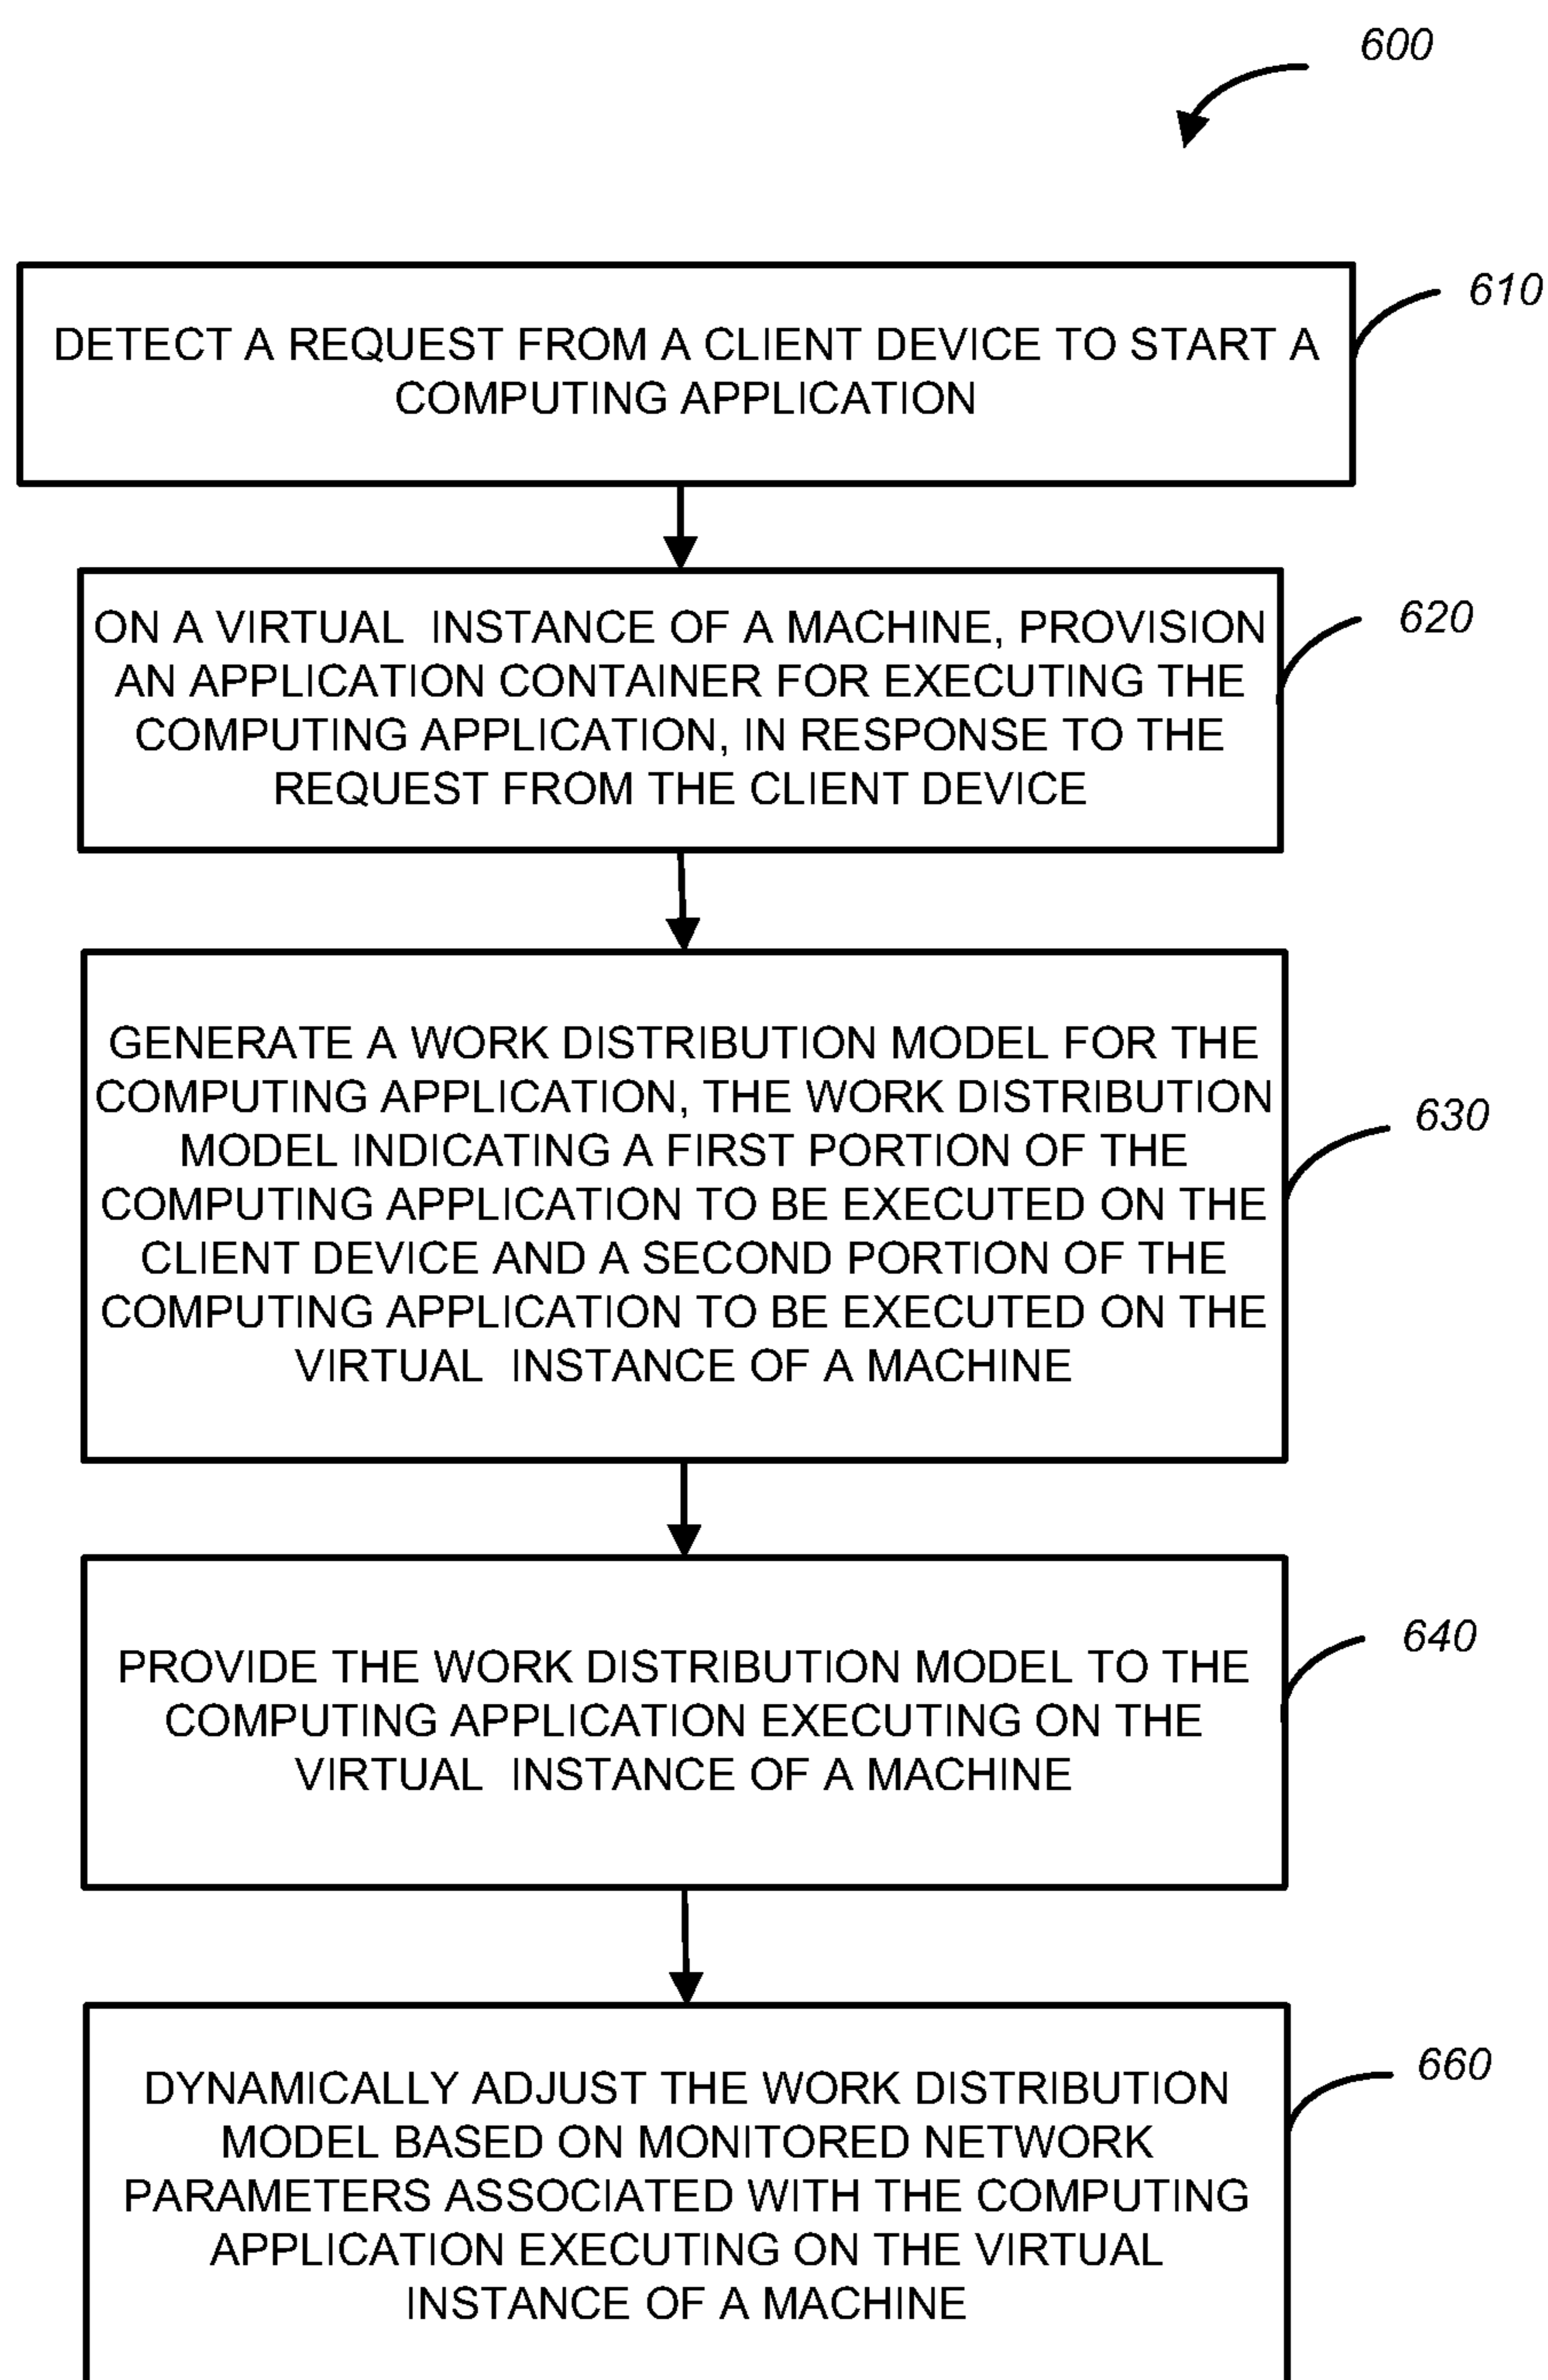 600
DETECT A REQUEST FROM A CLIENT DEVICE TO START A
COMPUTING APPLICATION
610
ON A VIRTUAL INSTANCE OF A MACHINE, PROVISION
AN APPLICATION CONTAINER FOR EXECUTING THE
COMPUTING APPLICATION, IN RESPONSE TO THE
REQUEST FROM THE CLIENT DEVICE
620
GENERATE A WORK DISTRIBUTION MODEL FOR THE
COMPUTING APPLICATION, THE WORK DISTRIBUTION
MODEL INDICATING A FIRST PORTION OF THE
COMPUTING APPLICATION TO BE EXECUTED ON THE
CLIENT DEVICE AND A SECOND PORTION OF THE
COMPUTING APPLICATION TO BE EXECUTED ON THE
VIRTUAL INSTANCE OF A MACHINE
630
PROVIDE THE WORK DISTRIBUTION MODEL TO THE
COMPUTING APPLICATION EXECUTING ON THE
VIRTUAL INSTANCE OF A MACHINE
640
DYNAMICALLY ADJUST THE WORK DISTRIBUTION
MODEL BASED ON MONITORED NETWORK
PARAMETERS ASSOCIATED WITH THE COMPUTING
APPLICATION EXECUTING ON THE VIRTUAL
INSTANCE OF A MACHINE
660